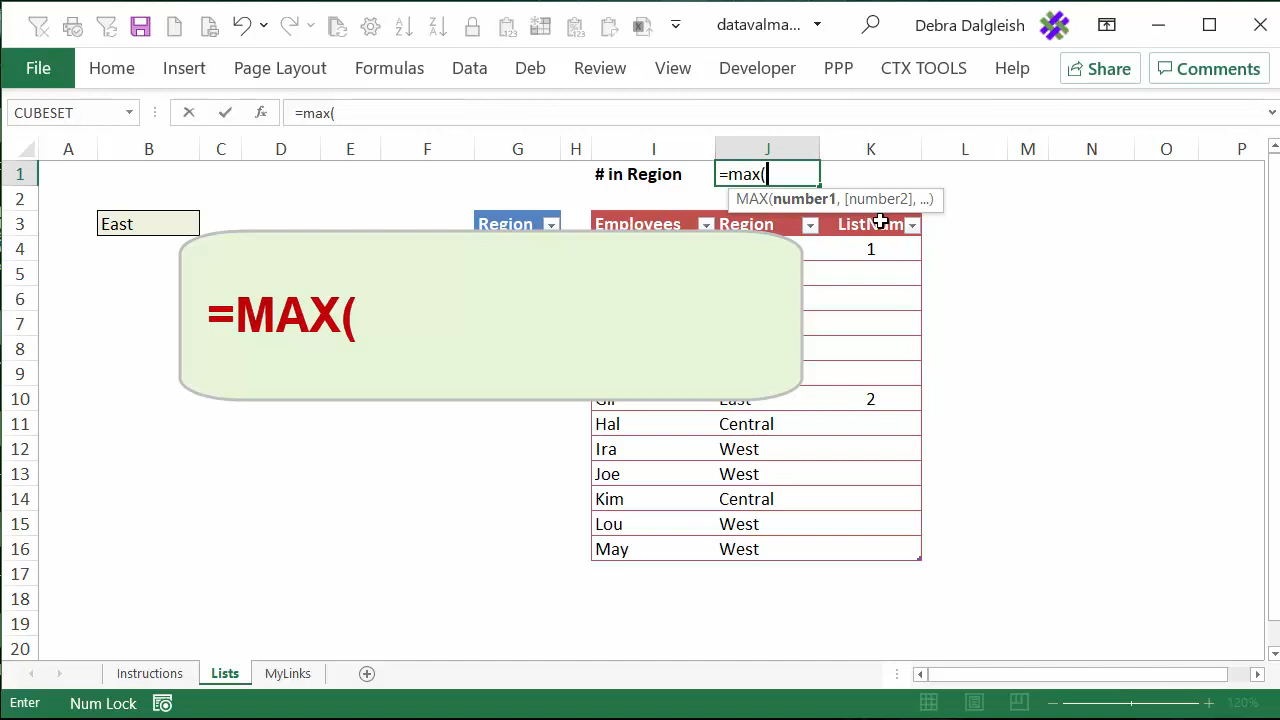 datavalma...
Debra Dalgleish
File Home Insert Page Layout Formulas Data Deb Review View Developer PPP CTX TOOLS Help Share Comments
CUBESET =max(
A B C D E F G H I J K L M N O P
1 # in Region =max(
2 MAX(number1, [number2], ...)
3 East Region Employees Region ListNum
4 1
5
6
7
8
9
=MAX(
10 Gil East 2
11 Hal Central
12 Ira West
13 Joe West
14 Kim Central
15 Lou West
16 May West
17
18
19
20
Instructions Lists MyLinks
Enter Num Lock 120%